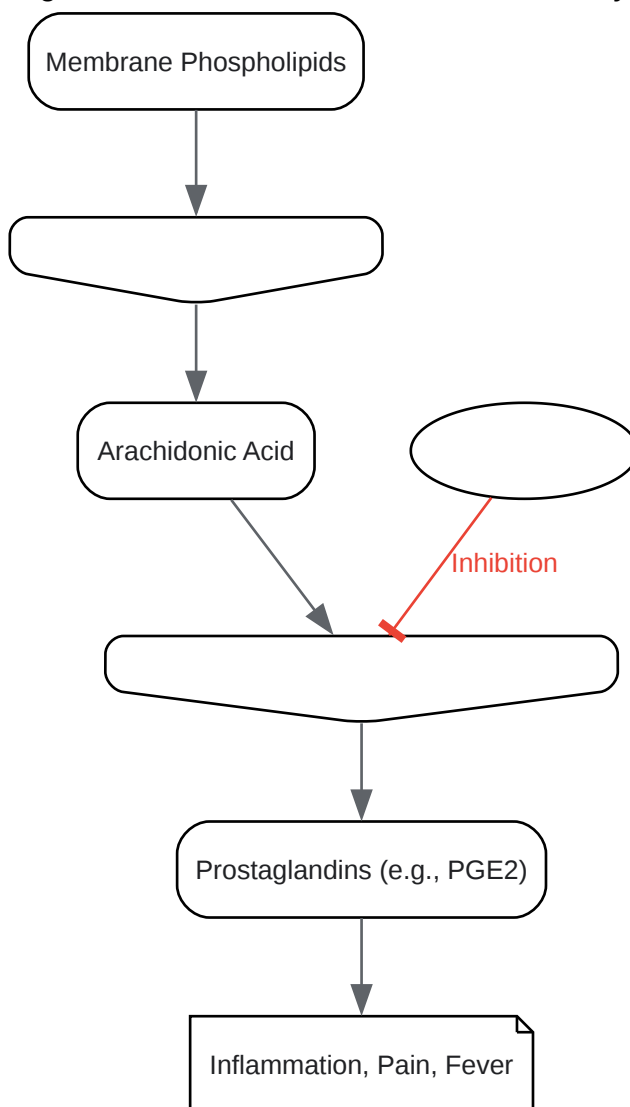 Membrane Phospholipids
Arachidonic Acid
Inhibition
Prostaglandins (e.g., PGE2)
Inflammation, Pain, Fever